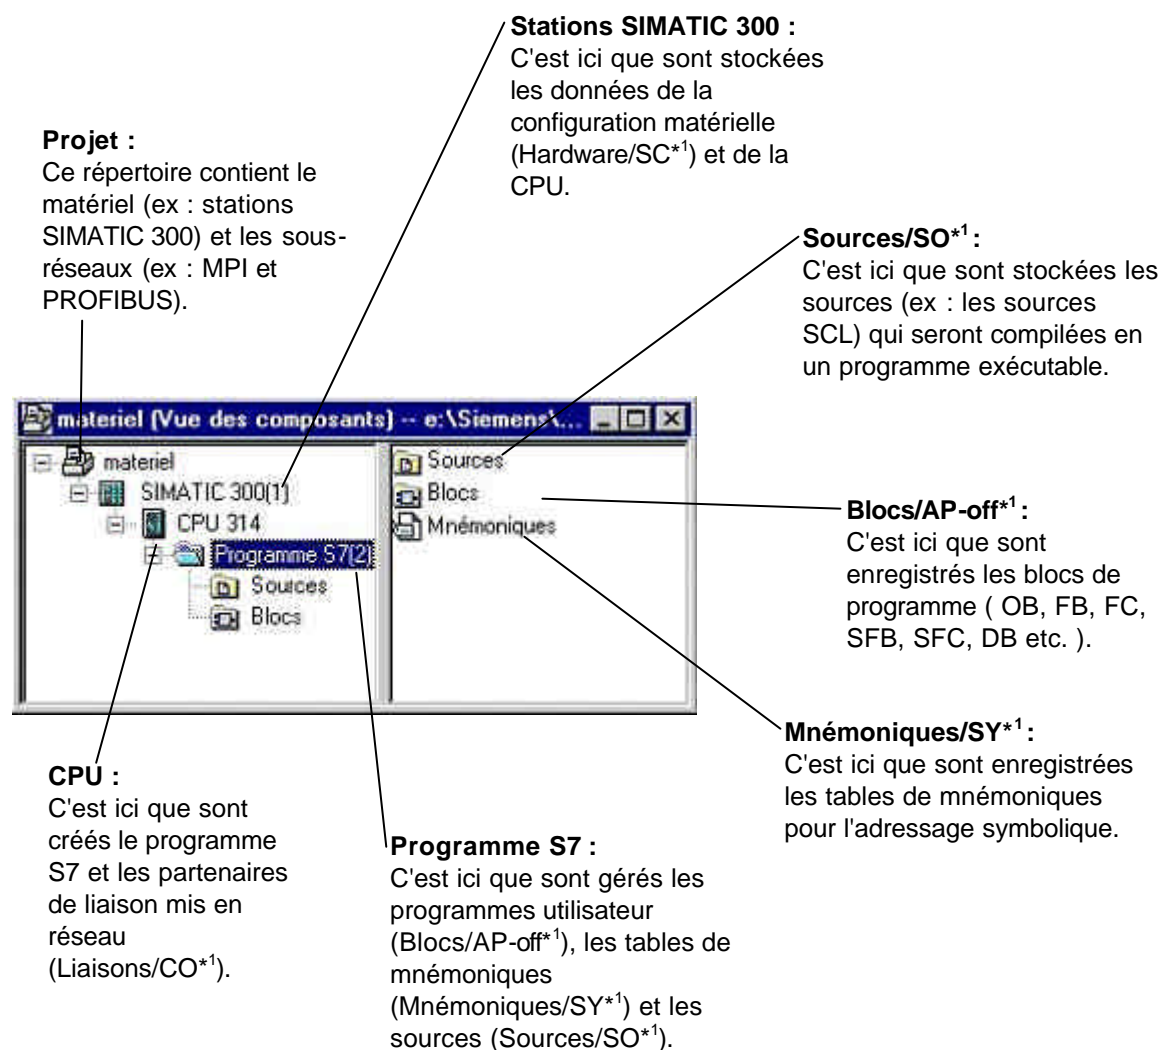 Stations SIMATIC 300 :
C'est ici que sont stockées
les données de la
configuration matérielle
(Hardware/SC*1) et de la
CPU.
Projet :
Ce répertoire contient le
matériel (ex : stations
SIMATIC 300) et les sous-
réseaux (ex : MPI et
PROFIBUS).
Sources/SO*1 :
C'est ici que sont stockées les
sources (ex : les sources
SCL) qui seront compilées en
un programme exécutable.
materiel (Vue des composants) -- e:\Siemens\...
materiel
SIMATIC 300(1)
CPU 314
Programme S7(2)
Sources
Blocs
Sources
Blocs
Mnémoniques
Blocs/AP-off*1 :
C'est ici que sont
enregistrés les blocs de
programme ( OB, FB, FC,
SFB, SFC, DB etc. ).
Mnémoniques/SY*1 :
C'est ici que sont enregistrées
les tables de mnémoniques
pour l'adressage symbolique.
CPU :
C'est ici que sont
créés le programme
S7 et les partenaires
de liaison mis en
réseau
(Liaisons/CO*1).
Programme S7 :
C'est ici que sont gérés les
programmes utilisateur
(Blocs/AP-off*1), les tables de
mnémoniques
(Mnémoniques/SY*1) et les
sources (Sources/SO*1).